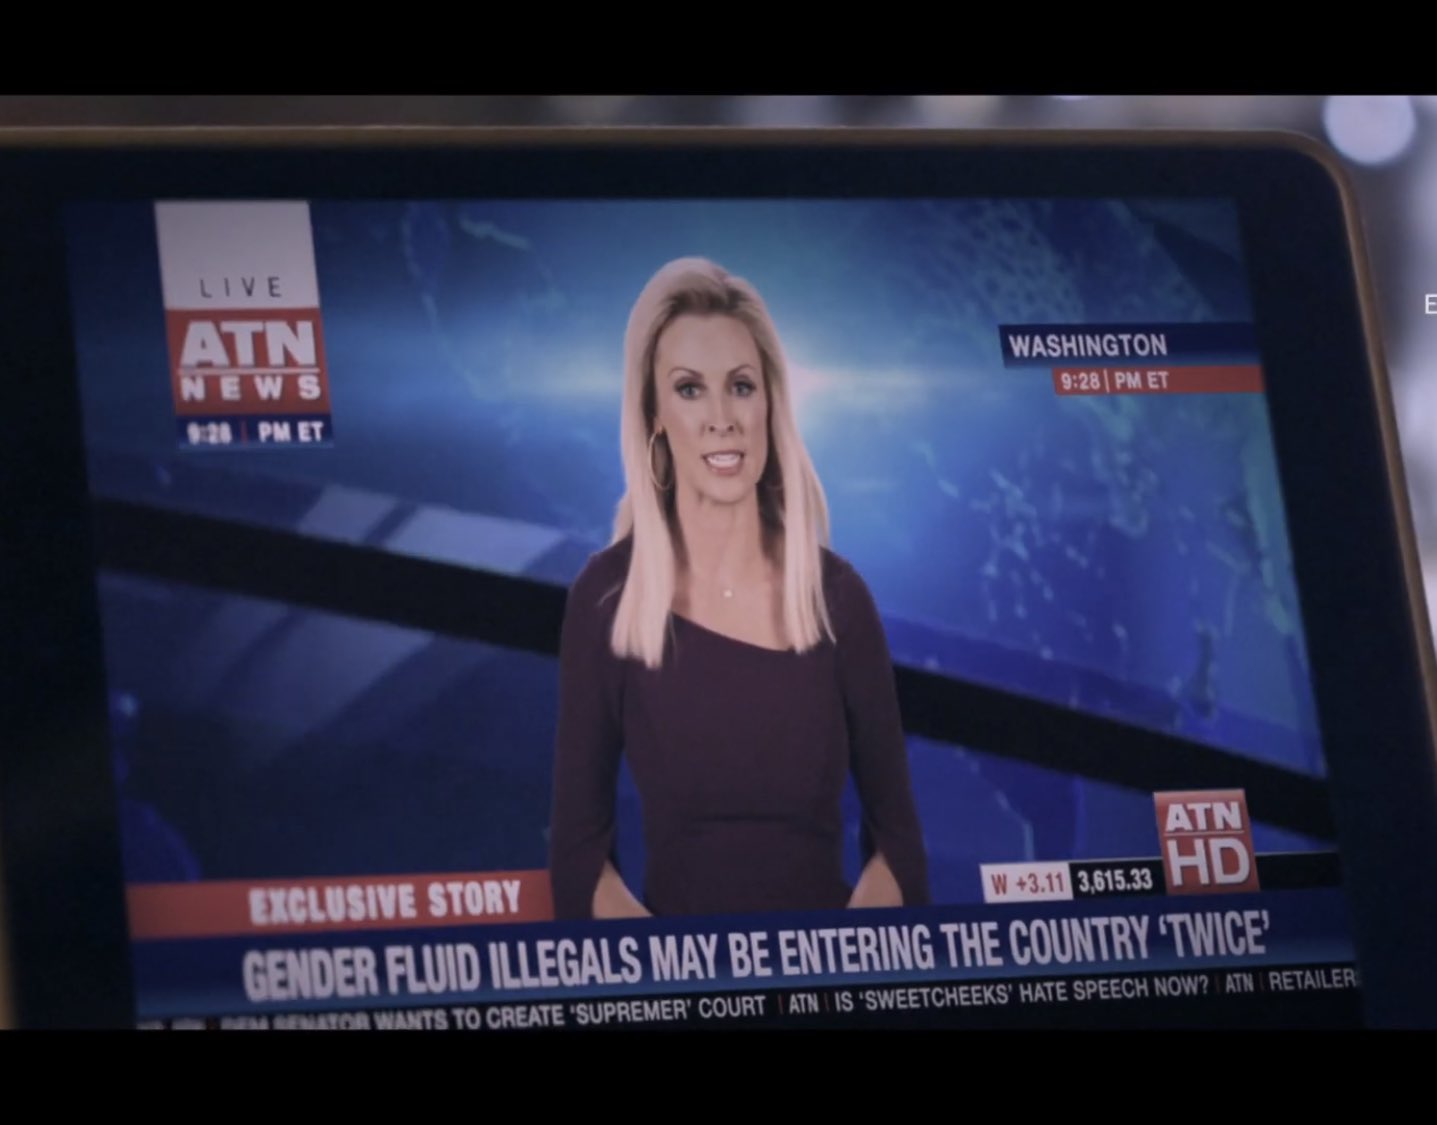 LIVE
ATN
NEWS
9:28 | PM ET
WASHINGTON
9:28 | PM ET
E
ATN
HD
W +3.11 3,615.33
EXCLUSIVE STORY
GENDER FLUID ILLEGALS MAY BE ENTERING THE COUNTRY 'TWICE'
DEM SENATOR WANTS TO CREATE 'SUPREMER' COURT | ATN | IS 'SWEETCHEEKS' HATE SPEECH NOW? | ATN | RETAILER